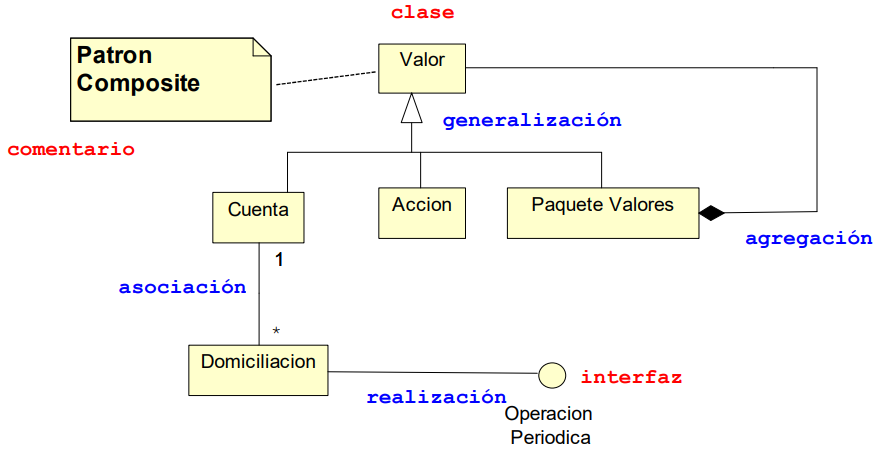 clase
Patron
Composite
Valor
generalización
comentario
Cuenta
Accion
Paquete Valores
agregación
1
asociación
*
Domiciliacion
interfaz
realización
Operacion
Periodica